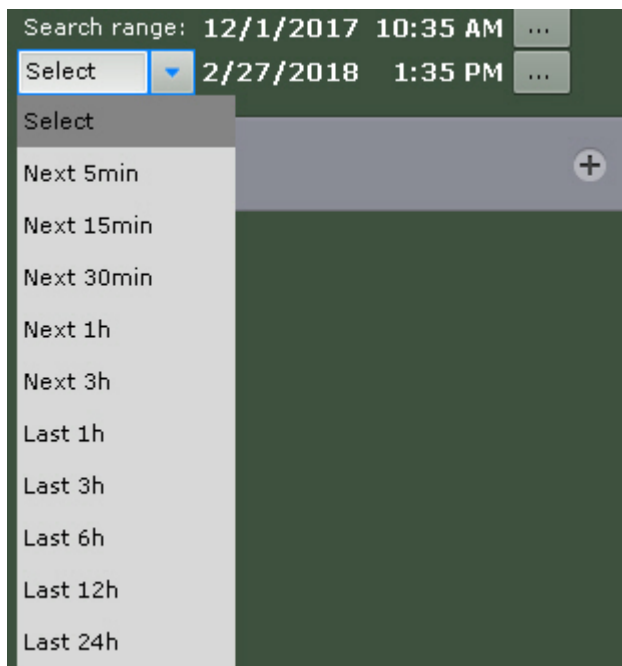 Search range: 12/1/2017 10:35 AM ...
Select 2/27/2018 1:35 PM ...
Select
Next 5min
Next 15min
Next 30min
Next 1h
Next 3h
Last 1h
Last 3h
Last 6h
Last 12h
Last 24h